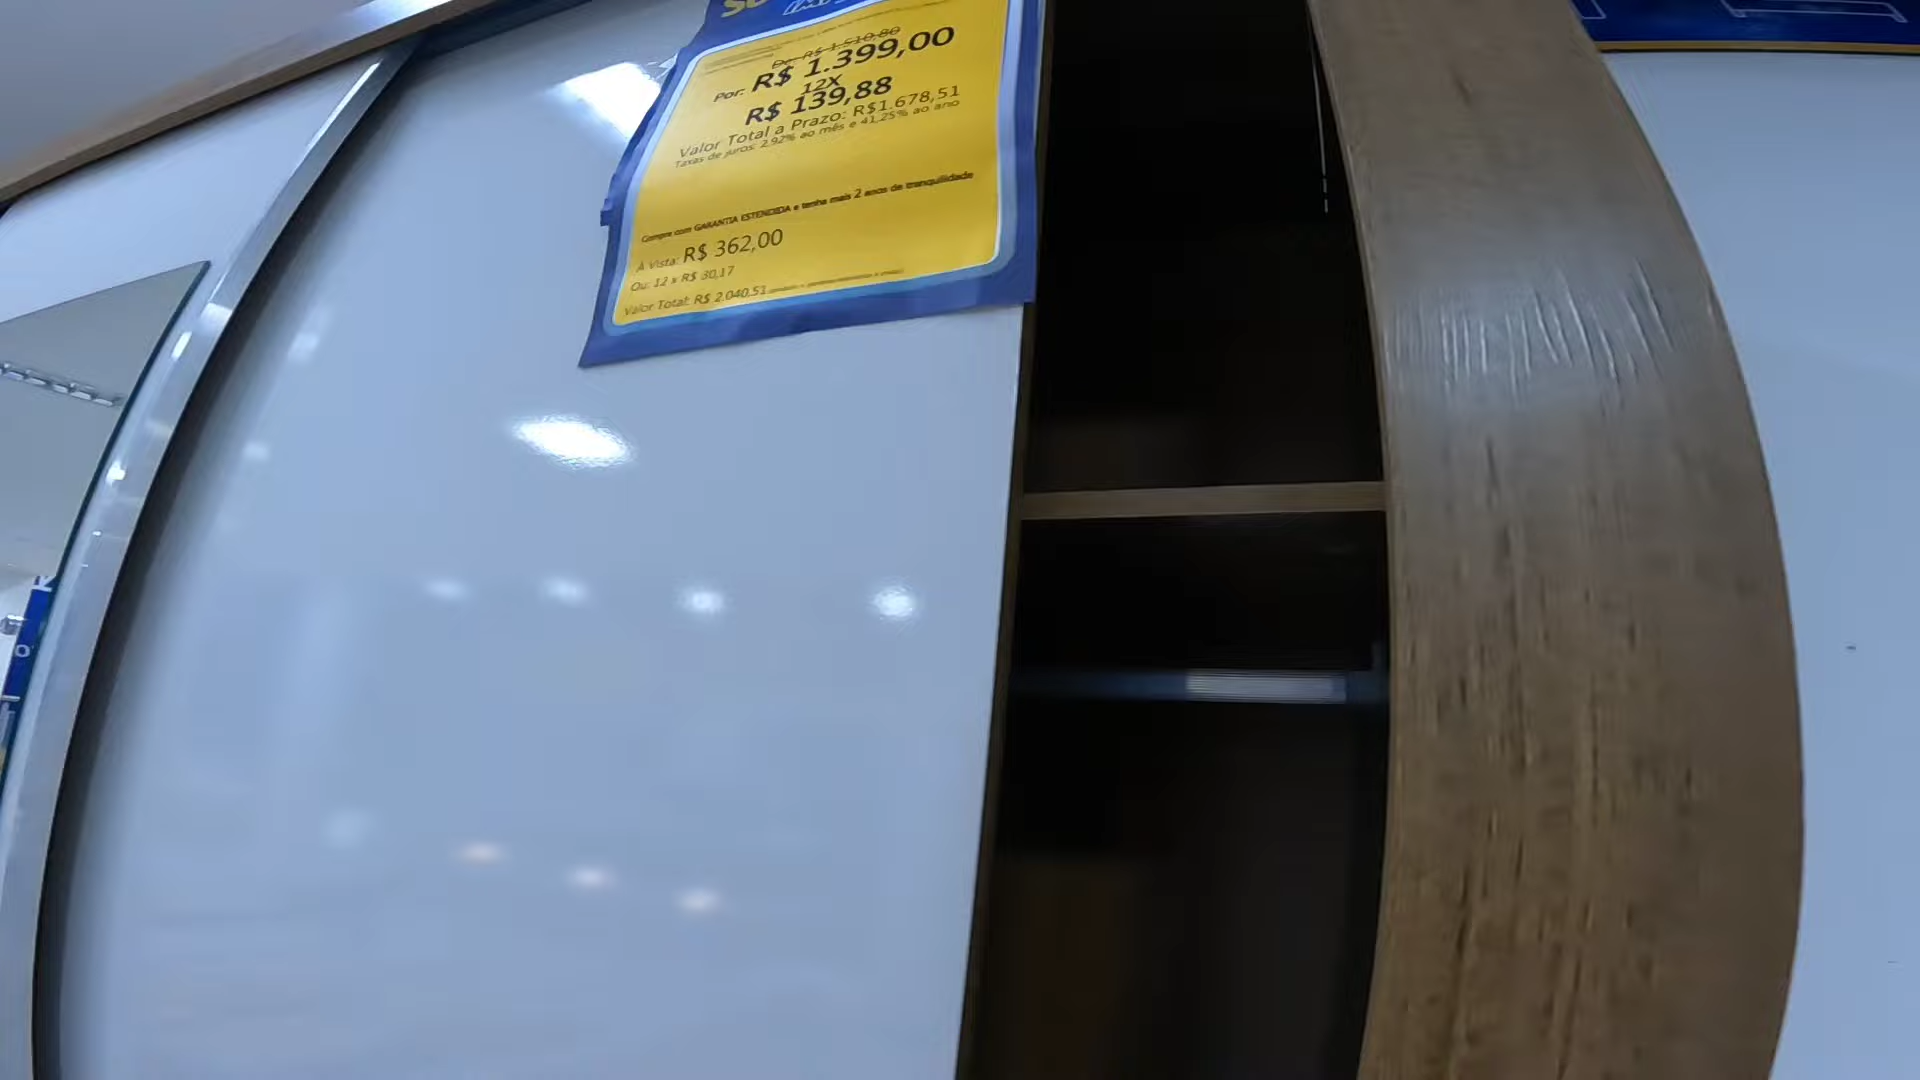 De: R$ 1.510,80
Por: R$ 1.399,00
12X
R$ 139,88
Valor Total a Prazo: R$1.678,51
Taxas de juros: 2,92% ao mês e 41,25% ao ano
Compre com GARANTIA ESTENDIDA e tenha mais 2 anos de tranquilidade
À Vista: R$ 362,00
Ou: 12 x R$ 30,17
Valor Total: R$ 2.040,51